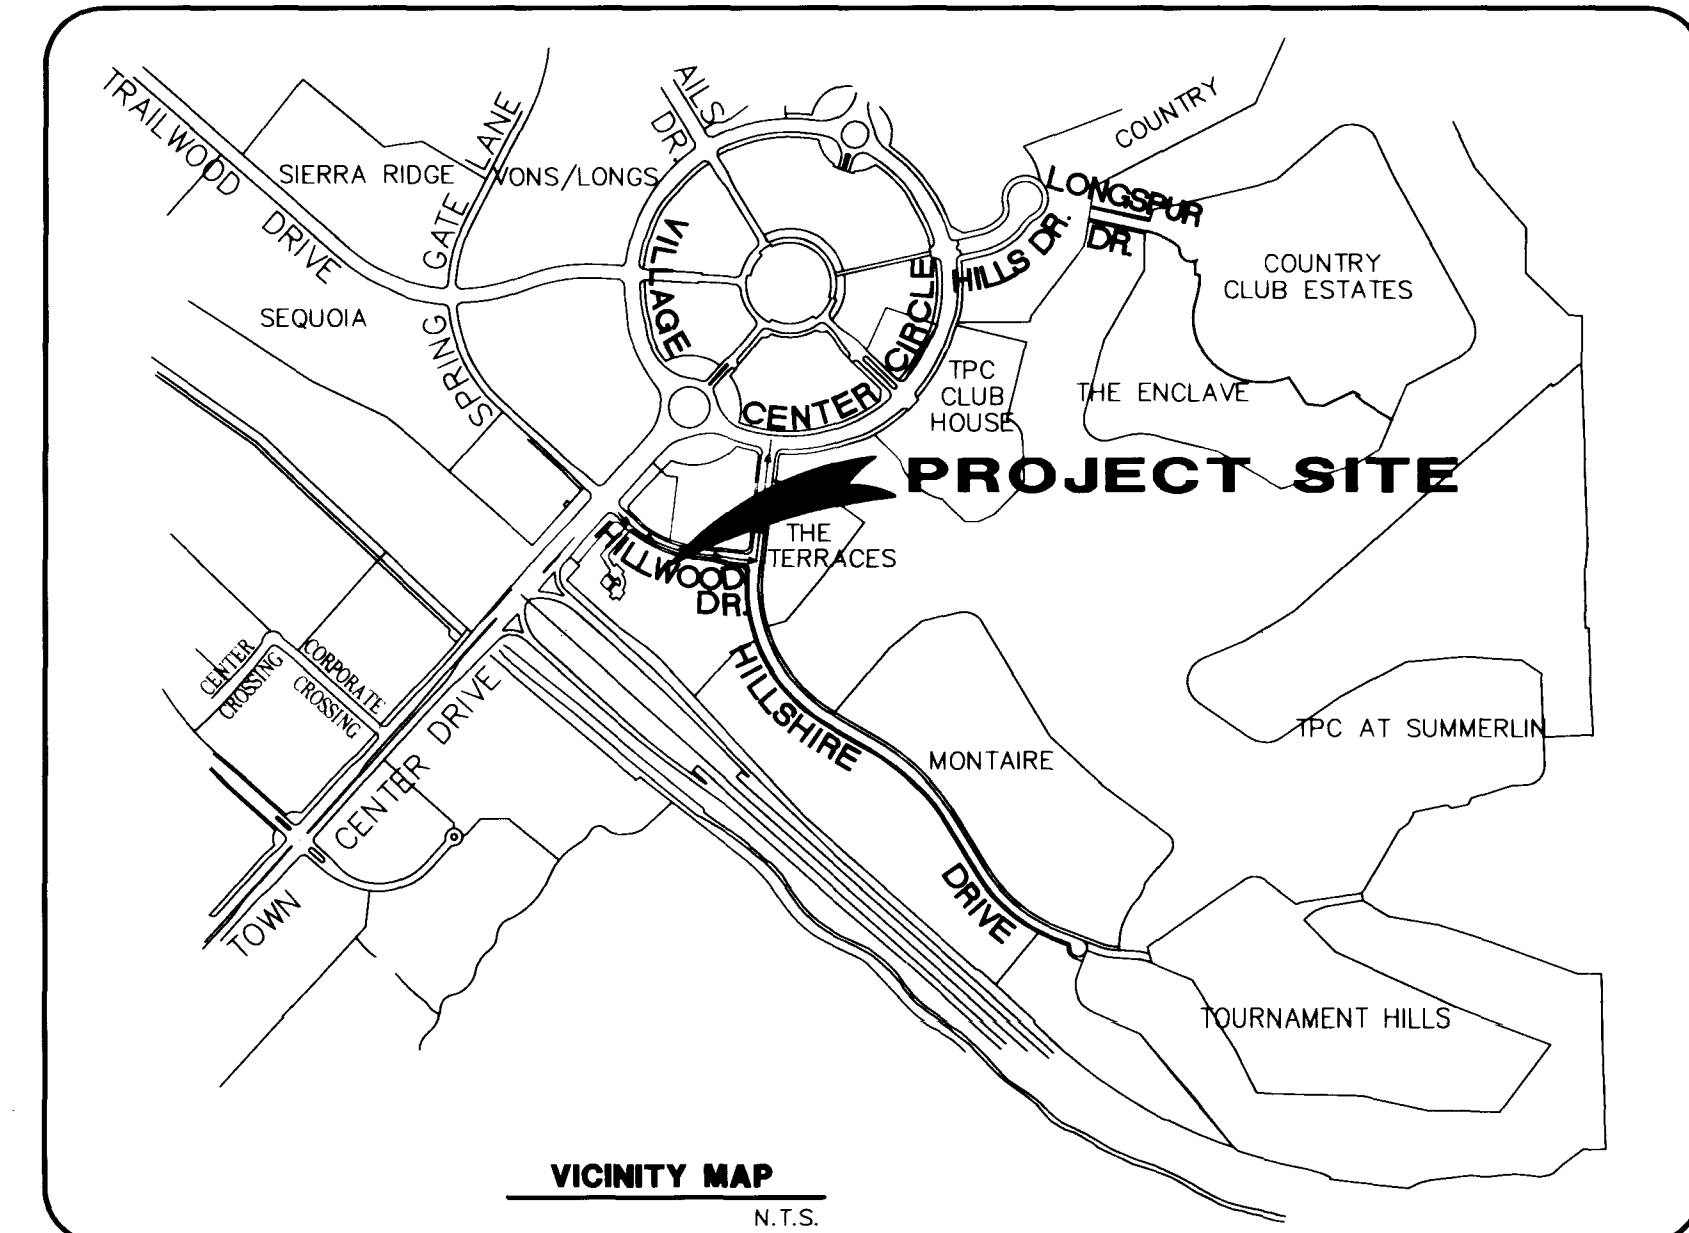 TRAILWOOD DRIVE
SIERRA RIDGE
SPRING GATE LANE
VONS/LONGS
AILS
DR.
COUNTRY
HILLS DR.
LONGSPUR
DR.
COUNTRY
CLUB ESTATES
SEQUOIA
VILLAGE
CENTER
CIRCLE
TPC
CLUB
HOUSE
THE ENCLAVE
PROJECT SITE
THE
TERRACES
HILLWOOD
DR.
CENTER
CROSSING
CORPORATE
CROSSING
TOWN CENTER DRIVE
HILLSHIRE
DRIVE
MONTAIRE
TPC AT SUMMERLIN
TOURNAMENT HILLS
VICINITY MAP
N.T.S.